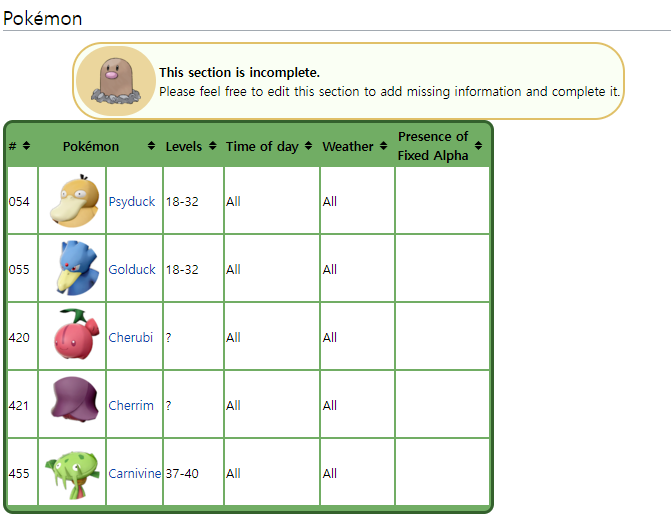 Pokémon
This section is incomplete.
Please feel free to edit this section to add missing information and complete it.
# Pokémon Levels Time of day Weather Presence of
Fixed Alpha
054 Psyduck 18-32 All All
055 Golduck 18-32 All All
420 Cherubi ? All All
421 Cherrim ? All All
455 Carnivine 37-40 All All